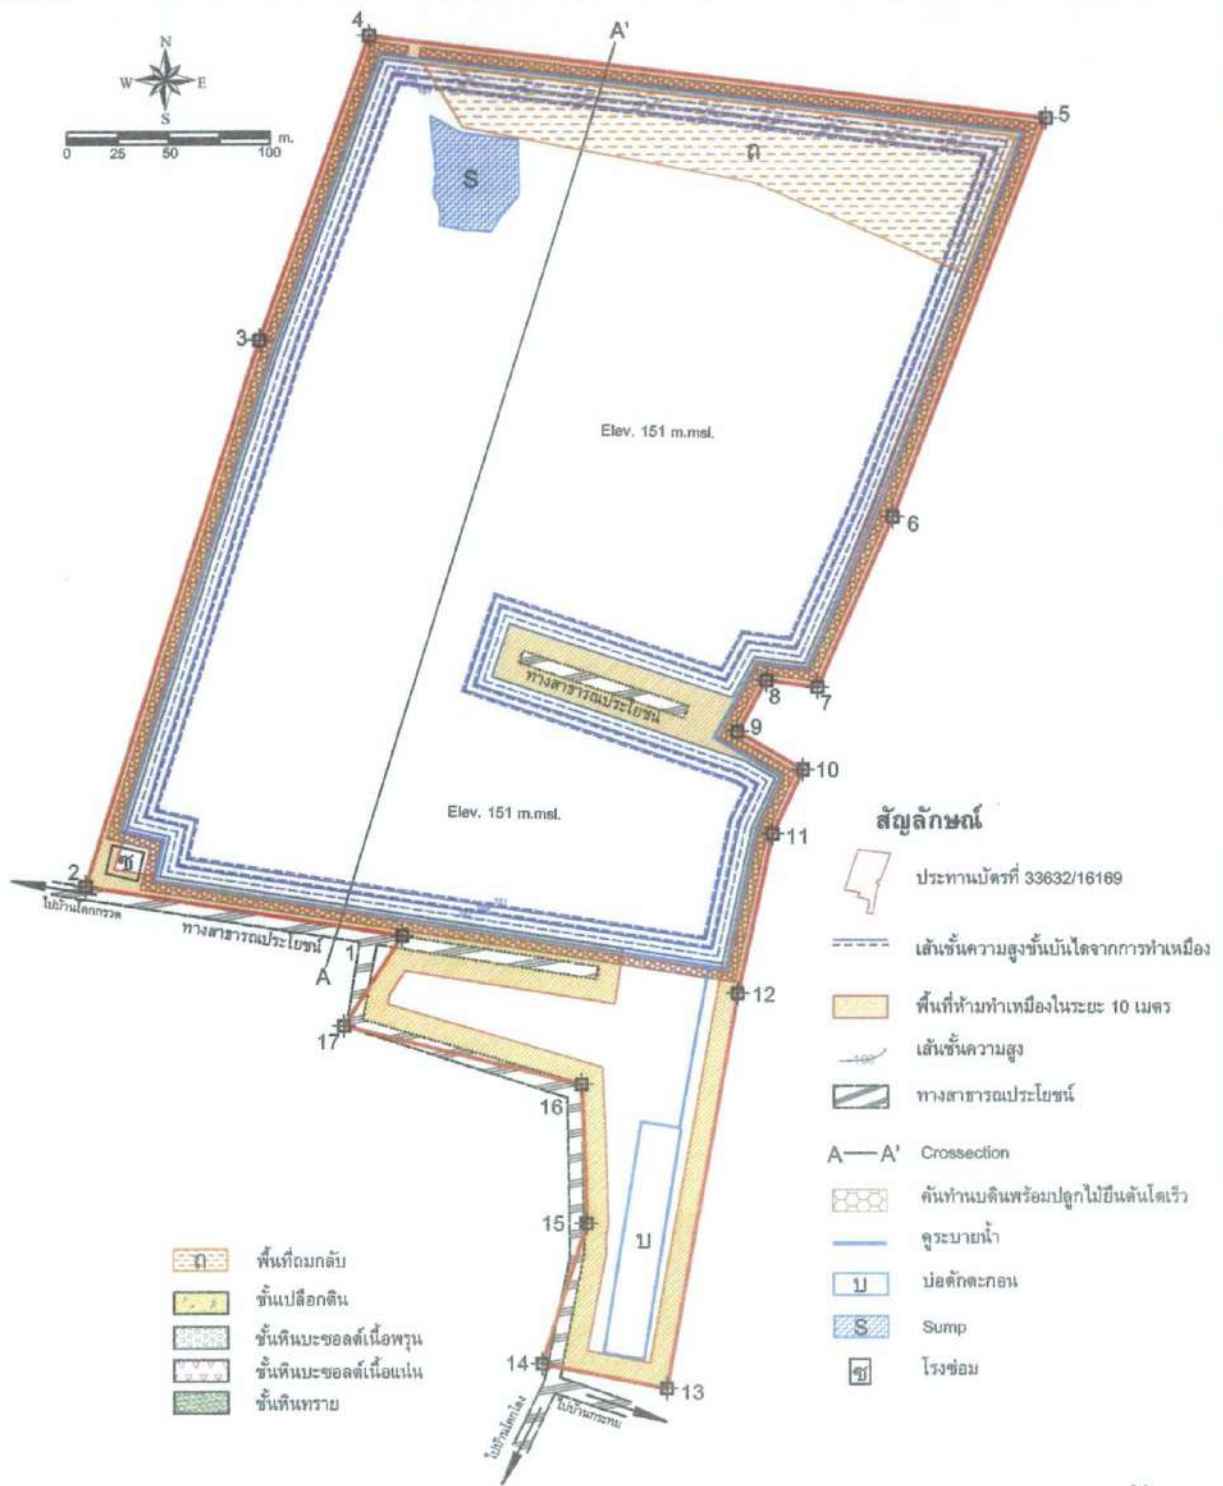 4
A'
N
W E
S
m.
0 25 50 100
5
ถ
S
3
Elev. 151 m.msl.
6
ทางสาธารณประโยชน์
8
7
9
10
Elev. 151 m.msl.
11
สัญลักษณ์
ช
2
ประทานบัตรที่ 33632/16169
ไปบ้านโคกกรวด
ทางสาธารณประโยชน์
1
เส้นชั้นความสูงขั้นบันไดจากการทำเหมือง
A
12
พื้นที่ห้ามทำเหมืองในระยะ 10 เมตร
17
100
เส้นชั้นความสูง
16
ทางสาธารณประโยชน์
A A' Crossection
คันทำนบดินพร้อมปลูกไม้ยืนต้นโตเร็ว
15
บ
คูระบายน้ำ
ถ พื้นที่ถมกลับ
บ บ่อดักตะกอน
ชั้นเปลือกดิน
S Sump
ชั้นหินบะซอลต์เนื้อพรุน
ช โรงซ่อม
ชั้นหินบะซอลต์เนื้อแน่น
14
13
ชั้นหินทราย
ไปบ้านกระทม